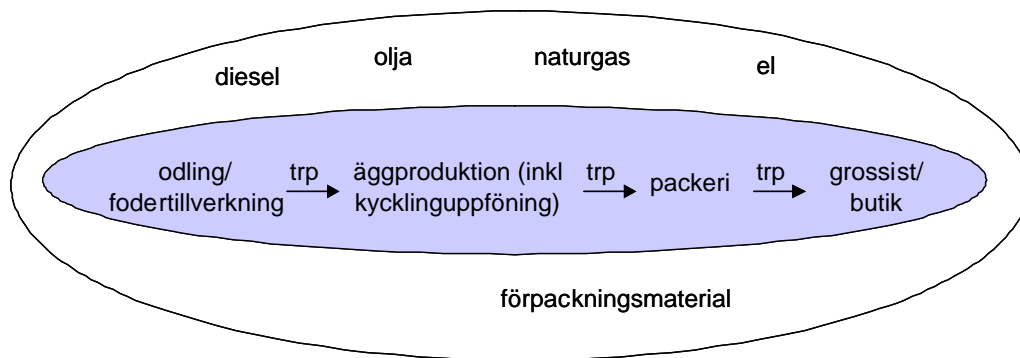 diesel
olja
naturgas
el
odling/
fodertillverkning
trp
äggproduktion (inkl
kycklinguppföning)
trp
packeri
trp
grossist/
butik
förpackningsmaterial